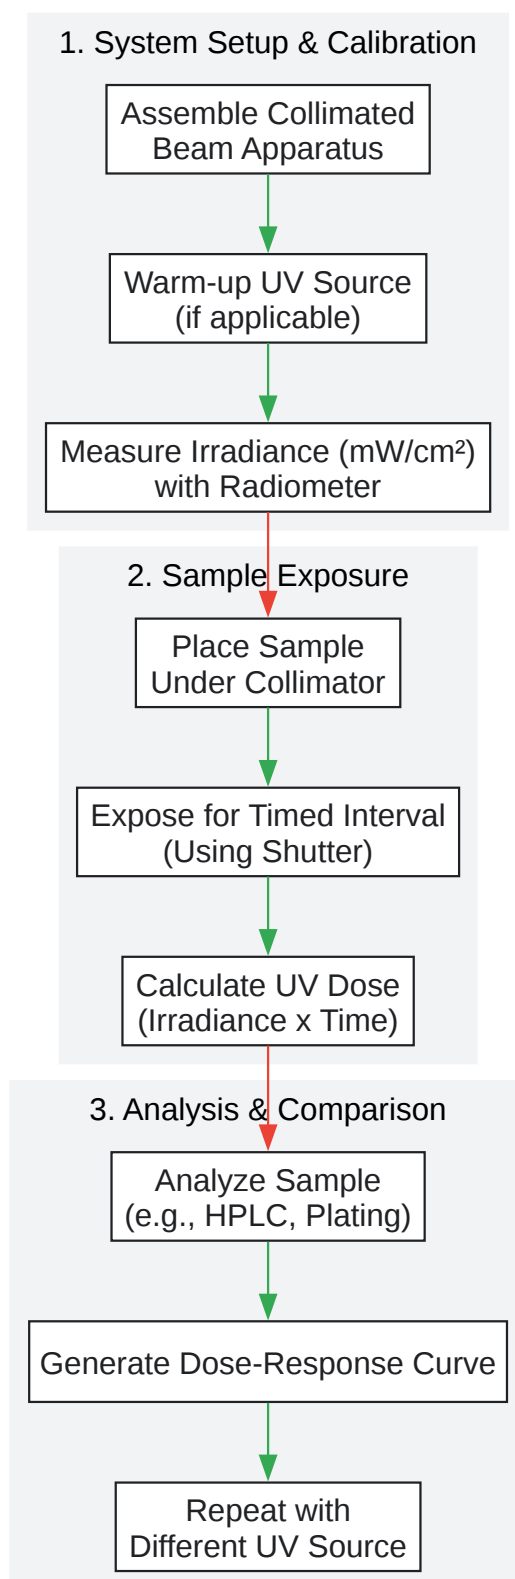 1. System Setup & Calibration
Assemble Collimated
Beam Apparatus
Warm-up UV Source
(if applicable)
Measure Irradiance (mW/cm²)
with Radiometer
2. Sample Exposure
Place Sample
Under Collimator
Expose for Timed Interval
(Using Shutter)
Calculate UV Dose
(Irradiance x Time)
3. Analysis & Comparison
Analyze Sample
(e.g., HPLC, Plating)
Generate Dose-Response Curve
Repeat with
Different UV Source